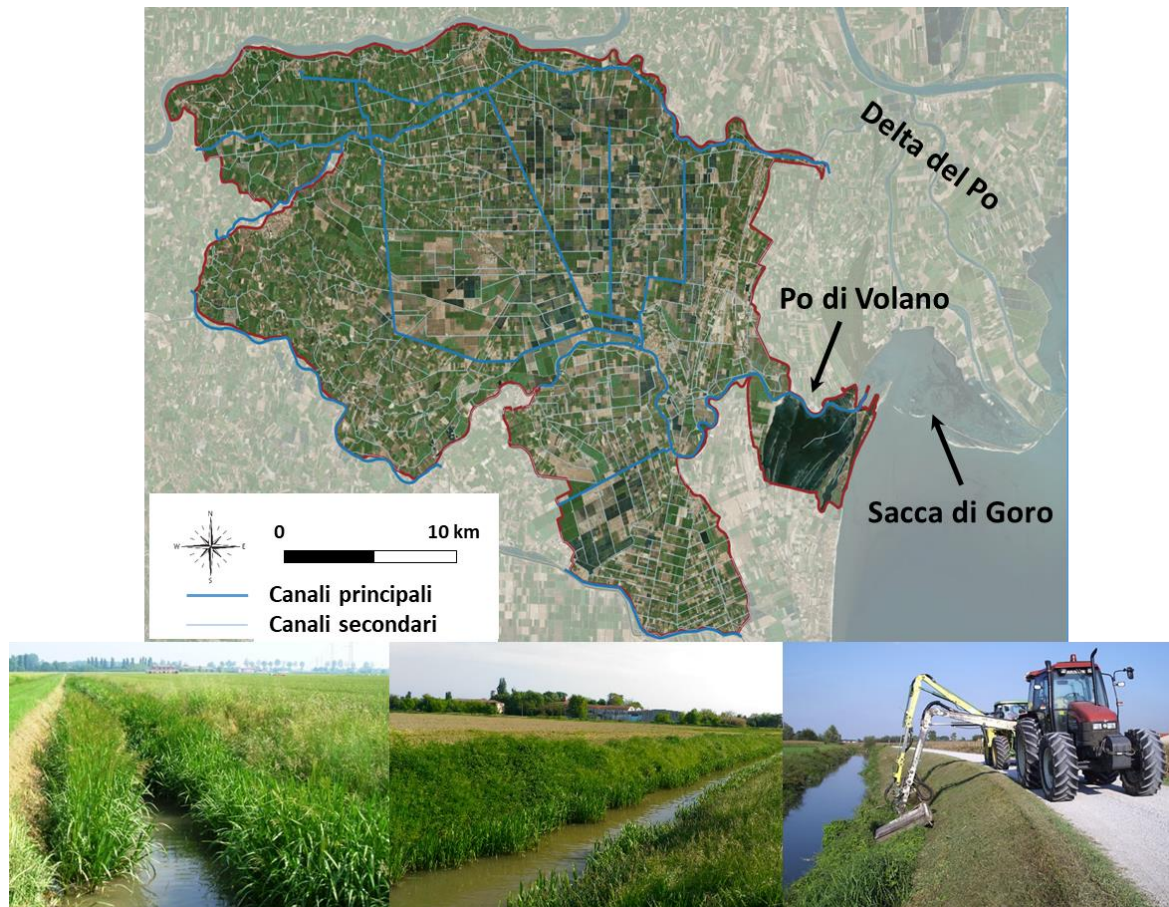 Delta del Po
Po di Volano
Sacca di Goro
N
W E
S
0 10 km
Canali principali
Canali secondari